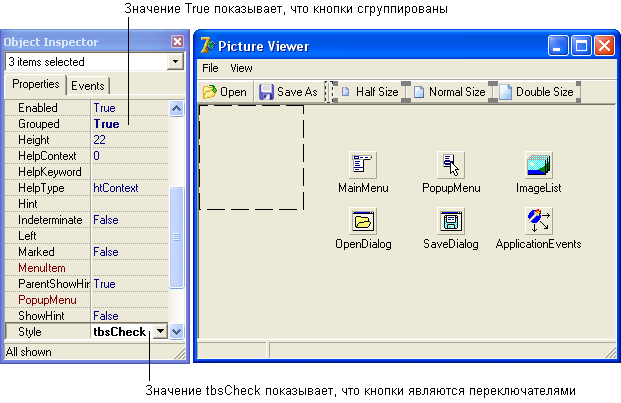 Значение True показывает, что кнопки сгруппированы
Object Inspector
3 items selected
Properties Events
Enabled True
Grouped True
Height 22
HelpContext 0
HelpKeyword
HelpType htContext
Hint
Indeterminate False
Left
Marked False
MenuItem
ParentShowHir True
PopupMenu
ShowHint False
Style tbsCheck
All shown
Picture Viewer
File View
Open Save As Half Size Normal Size Double Size
MainMenu PopupMenu ImageList
OpenDialog SaveDialog ApplicationEvents
Значение tbsCheck показывает, что кнопки являются переключателями